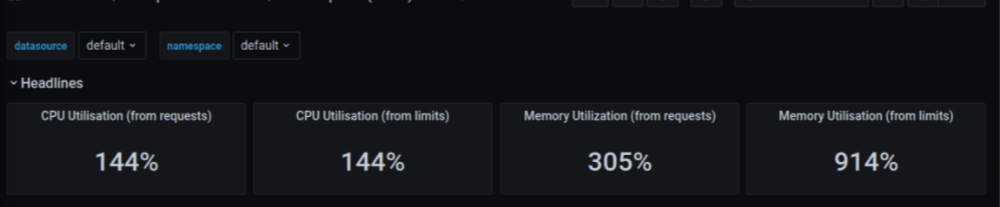 datasource default namespace default
Headlines
CPU Utilisation (from requests) CPU Utilisation (from limits) Memory Utilization (from requests) Memory Utilisation (from limits)
144% 144% 305% 914%